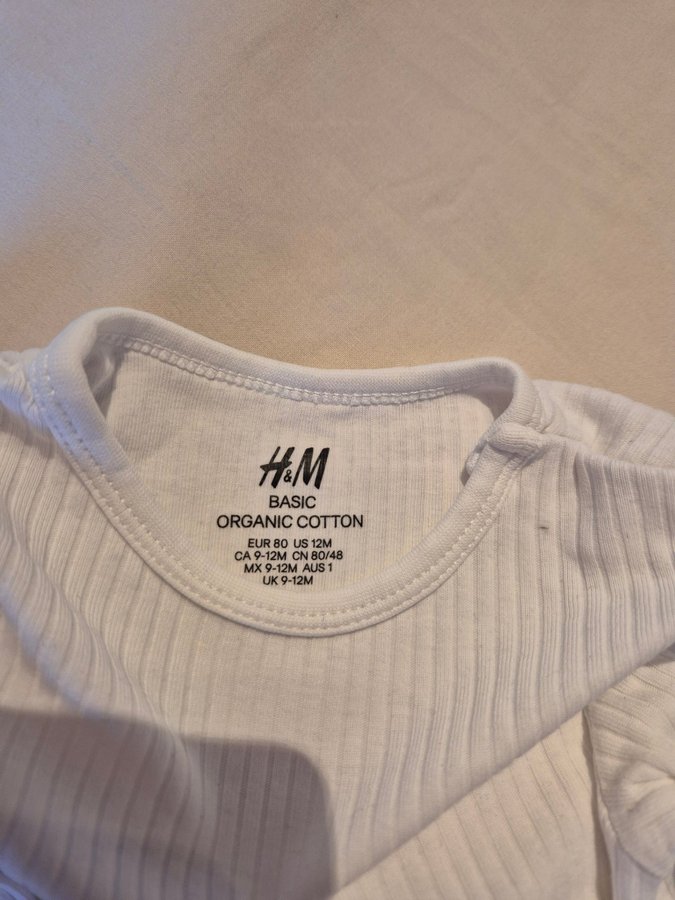 H&M
BASIC
ORGANIC COTTON
EUR 80 US 12M
CA 9-12M CN 80/48
MX 9-12M AUS 1
UK 9-12M